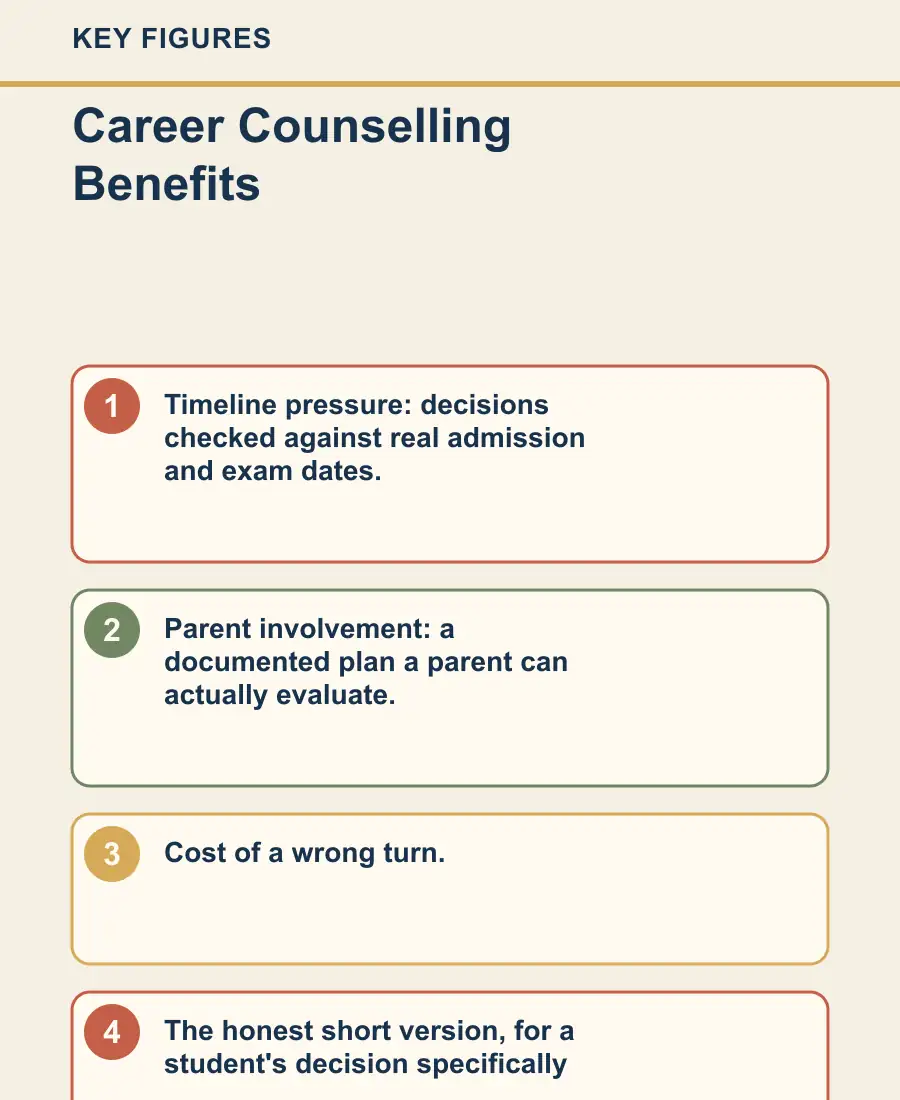 KEY FIGURES
Career Counselling
Benefits
1
Timeline pressure: decisions
checked against real admission
and exam dates.
2
Parent involvement: a
documented plan a parent can
actually evaluate.
3
Cost of a wrong turn.
4
The honest short version, for a
student's decision specifically